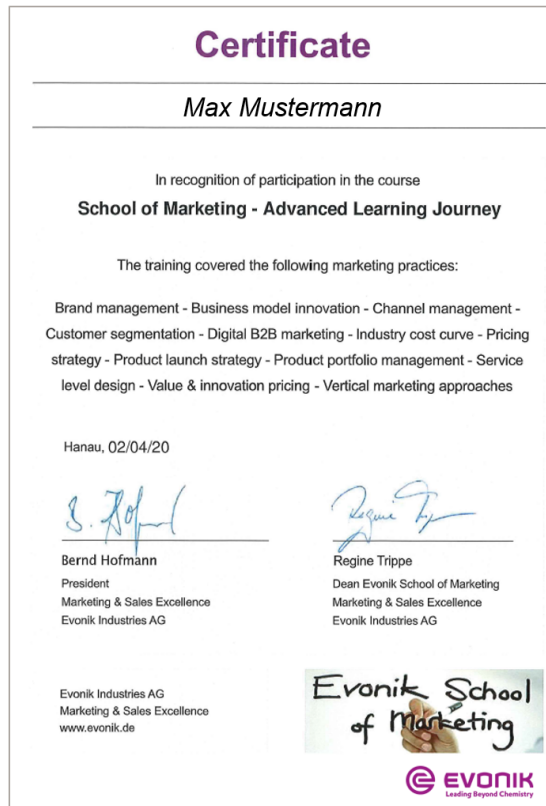 Certificate
Max Mustermann
In recognition of participation in the course
School of Marketing - Advanced Learning Journey
The training covered the following marketing practices:
Brand management - Business model innovation - Channel management -
Customer segmentation - Digital B2B marketing - Industry cost curve - Pricing
strategy - Product launch strategy - Product portfolio management - Service
level design - Value & innovation pricing - Vertical marketing approaches
Hanau, 02/04/20
B. Hofmann
Regine Trippe
Bernd Hofmann
President
Marketing & Sales Excellence
Evonik Industries AG
Regine Trippe
Dean Evonik School of Marketing
Marketing & Sales Excellence
Evonik Industries AG
Evonik Industries AG
Marketing & Sales Excellence
www.evonik.de
Evonik School
of Marketing
EVONIK
Leading Beyond Chemistry